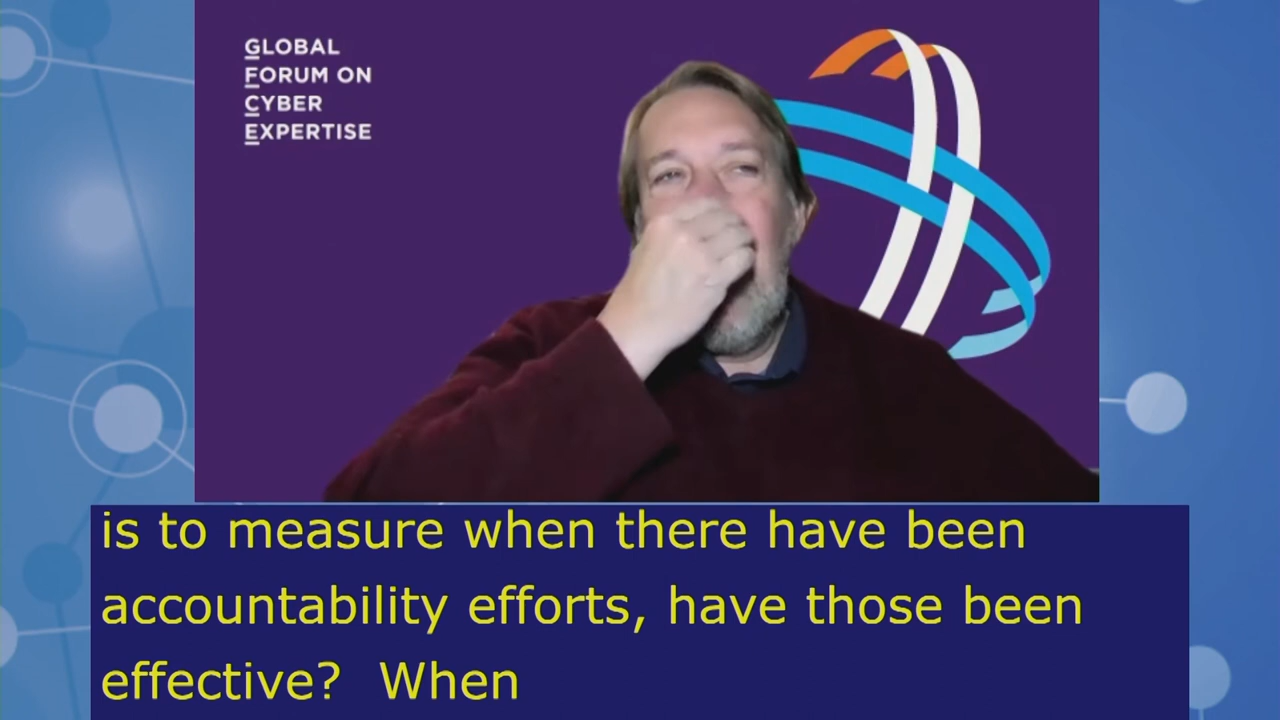 GLOBAL
FORUM ON
CYBER
EXPERTISE
is to measure when there have been
accountability efforts, have those been
effective?  When